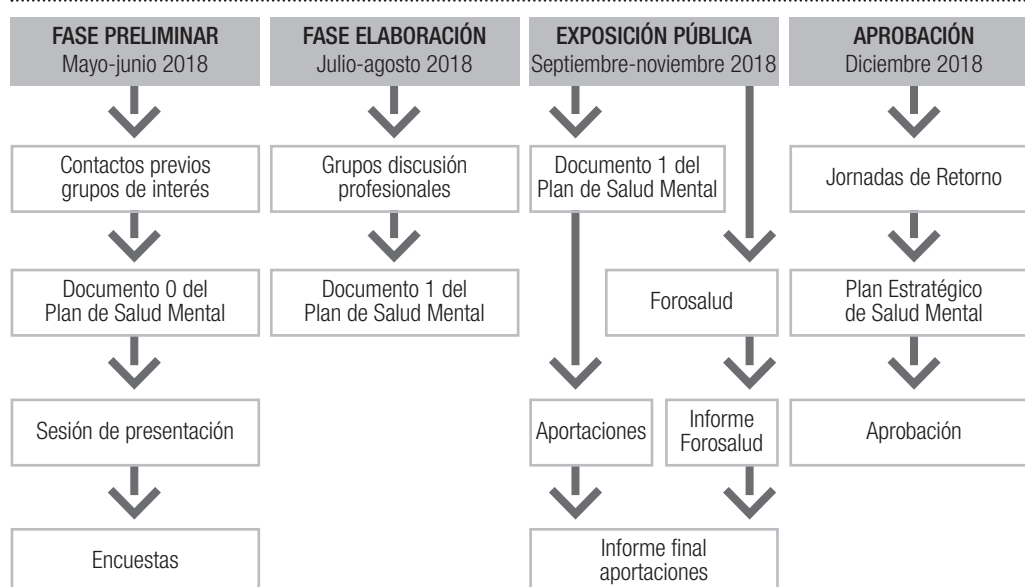 FASE PRELIMINAR
Mayo-junio 2018
Contactos previos
grupos de interés
Documento 0 del
Plan de Salud Mental
Sesión de presentación
Encuestas
FASE ELABORACIÓN
Julio-agosto 2018
Grupos discusión
profesionales
Documento 1 del
Plan de Salud Mental
EXPOSICIÓN PÚBLICA
Septiembre-noviembre 2018
Documento 1 del
Plan de Salud Mental
Forosalud
Aportaciones
Informe
Forosalud
Informe final
aportaciones
APROBACIÓN
Diciembre 2018
Jornadas de Retorno
Plan Estratégico
de Salud Mental
Aprobación